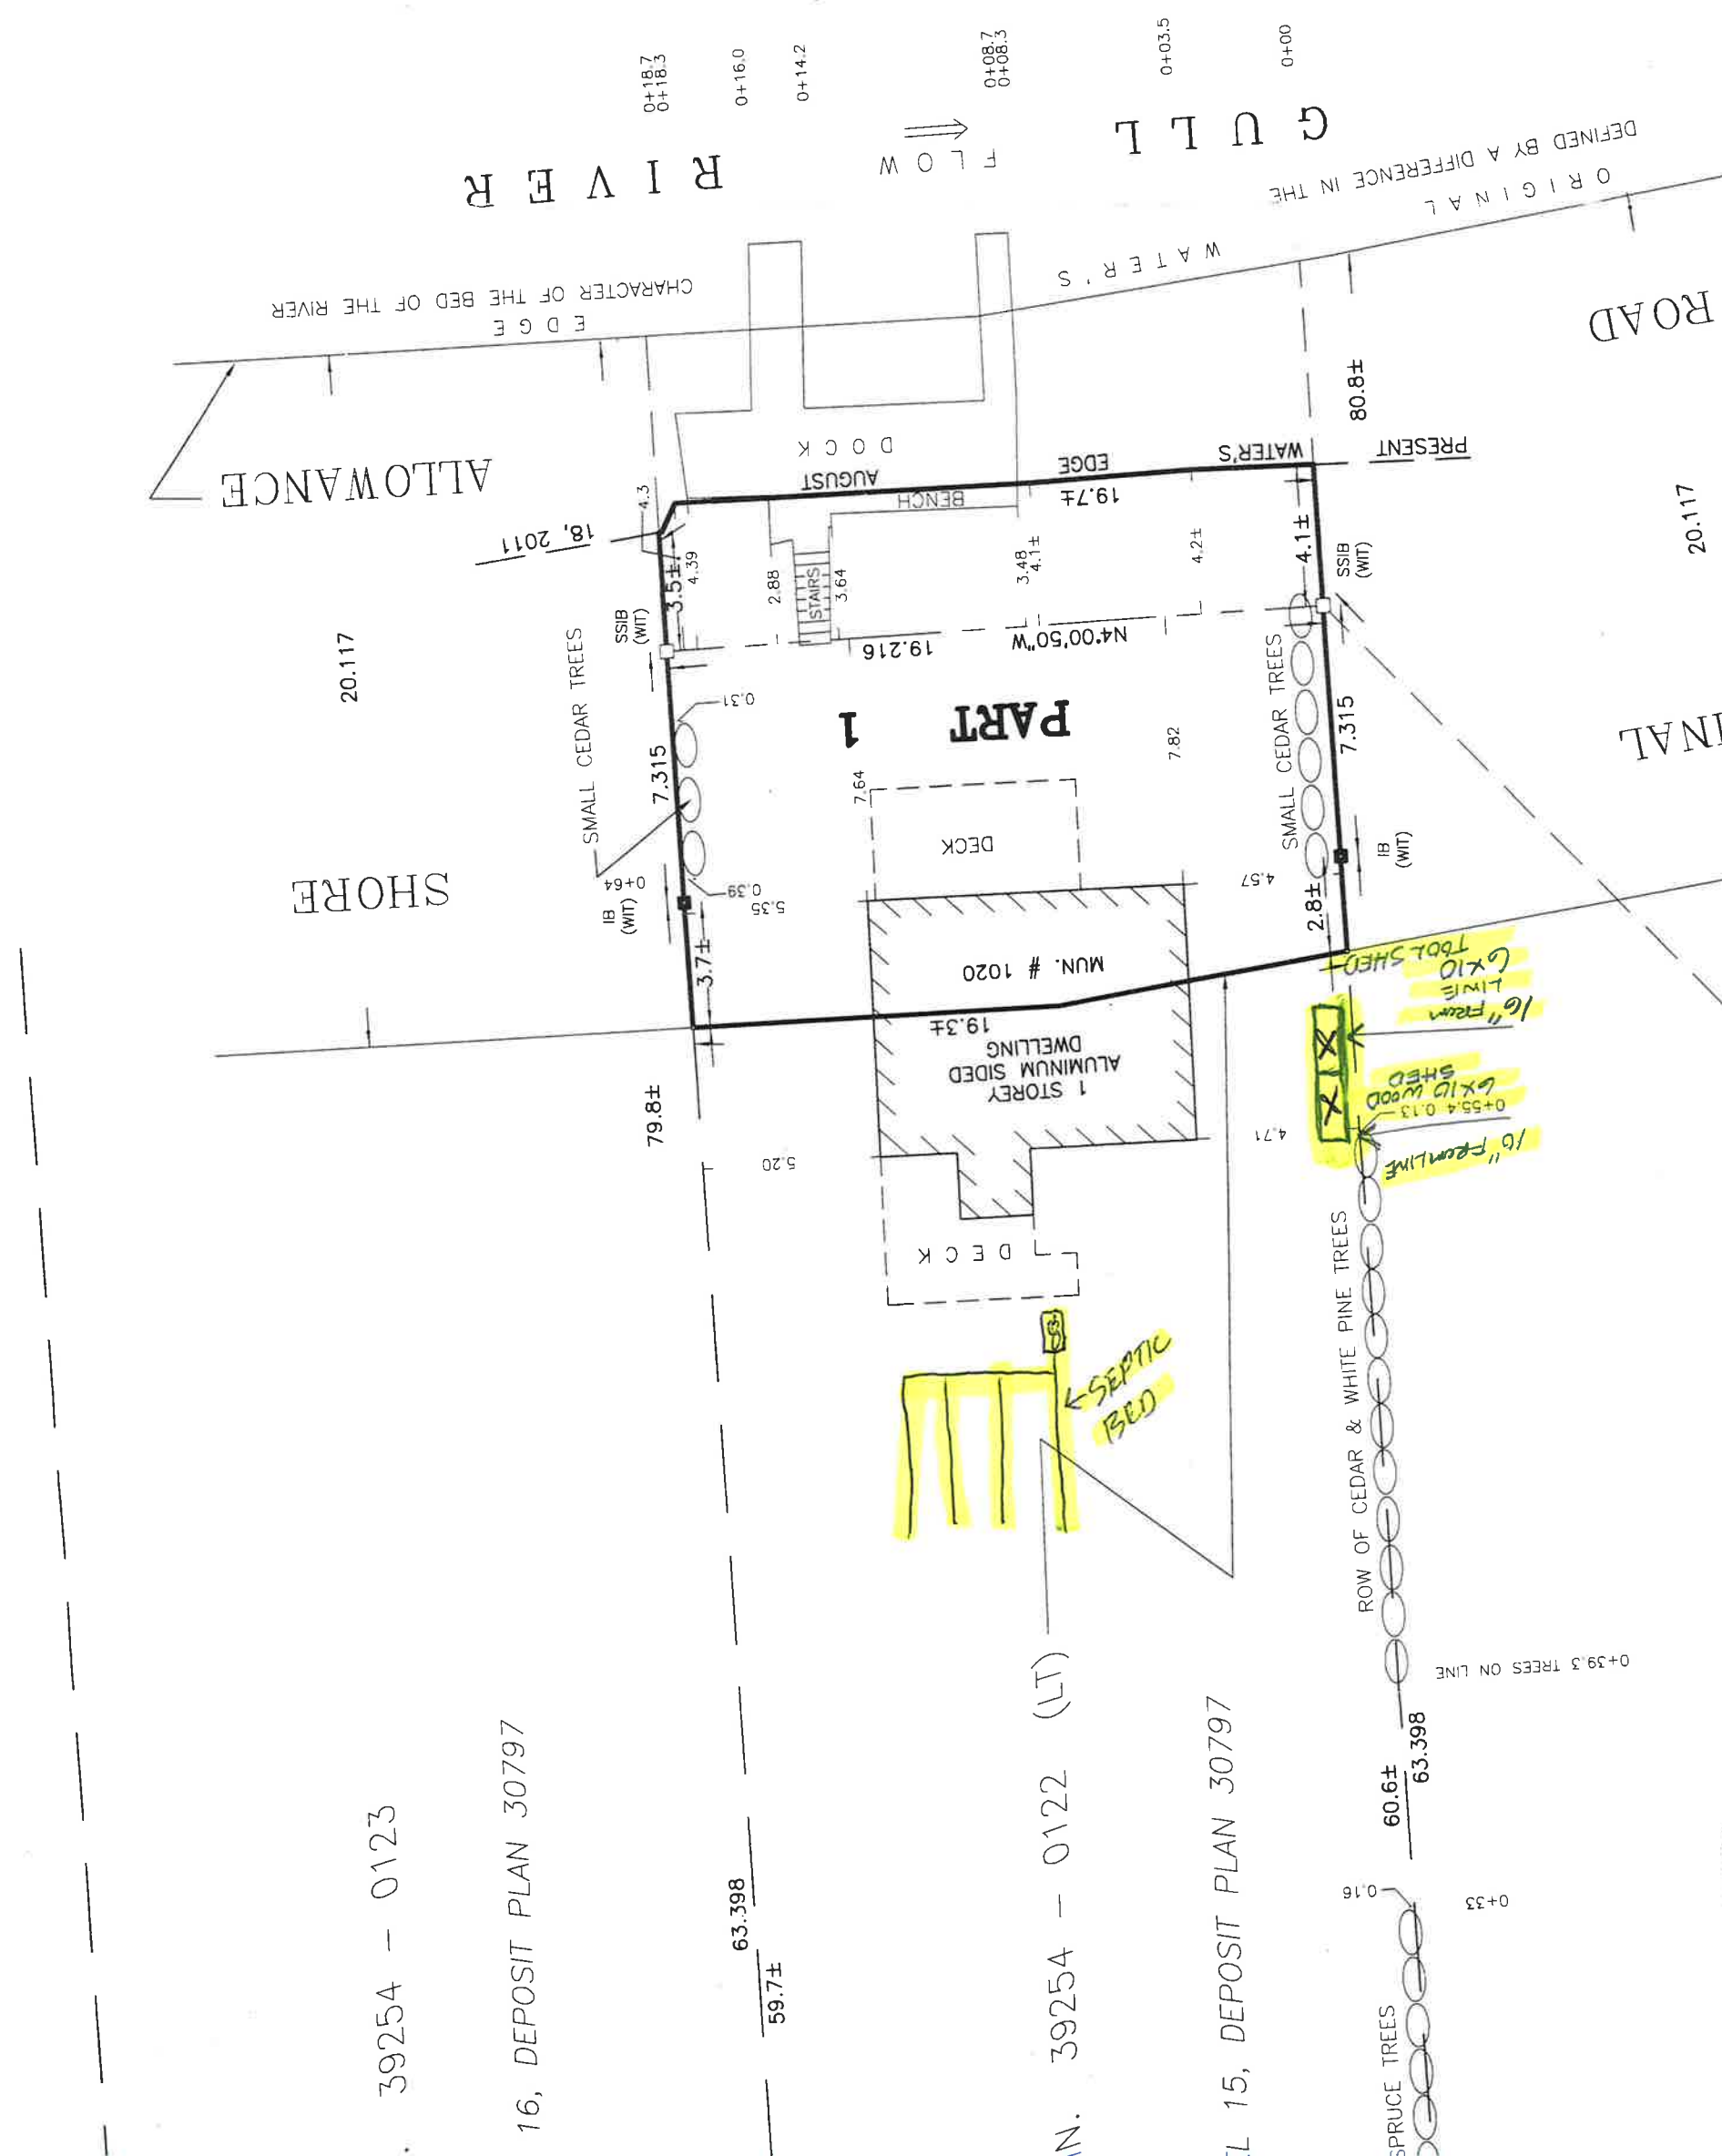 0+18.7
0+18.3
0+16.0
0+14.2
0+08.7
0+08.3
0+03.5
0+00
GULL RIVER
FLOW
ORIGINAL WATER'S EDGE
DEFINED BY A DIFFERENCE IN THE
CHARACTER OF THE BED OF THE RIVER
ROAD
ALLOWANCE
SHORE
80.8±
PRESENT WATER'S EDGE AUGUST 18, 2011
DOCK
BENCH
19.7±
4.3
3.5±
4.39
2.88
STAIRS
3.64
3.48
4.1±
4.2±
4.1±
SSIB
(WIT)
SSIB
(WIT)
20.117
20.117
N4°00'50"W
19.216
PART 1
0.31
7.315
SMALL CEDAR TREES
SMALL CEDAR TREES
7.315
7.64
7.82
DECK
0+64
0.39
5.35
IB
(WIT)
3.7±
4.57
2.8±
IB
(WIT)
MUN. # 1020
19.3±
1 STOREY
ALUMINUM SIDED
DWELLING
79.8±
5.20
4.71
DECK
16" FROM
LINE
6X10
TOOL SHED
6X10 WOOD
SHED
0+55.4 0.13
10" FROM LINE
SEPTIC
BED
ROW OF CEDAR & WHITE PINE TREES
0+39.3 TREES ON LINE
60.6±
63.398
63.398
59.7±
0.16
0+33
SPRUCE TREES
39254 - 0123
16, DEPOSIT PLAN 30797
N. 39254 - 0122 (LT)
L 15, DEPOSIT PLAN 30797
INAL